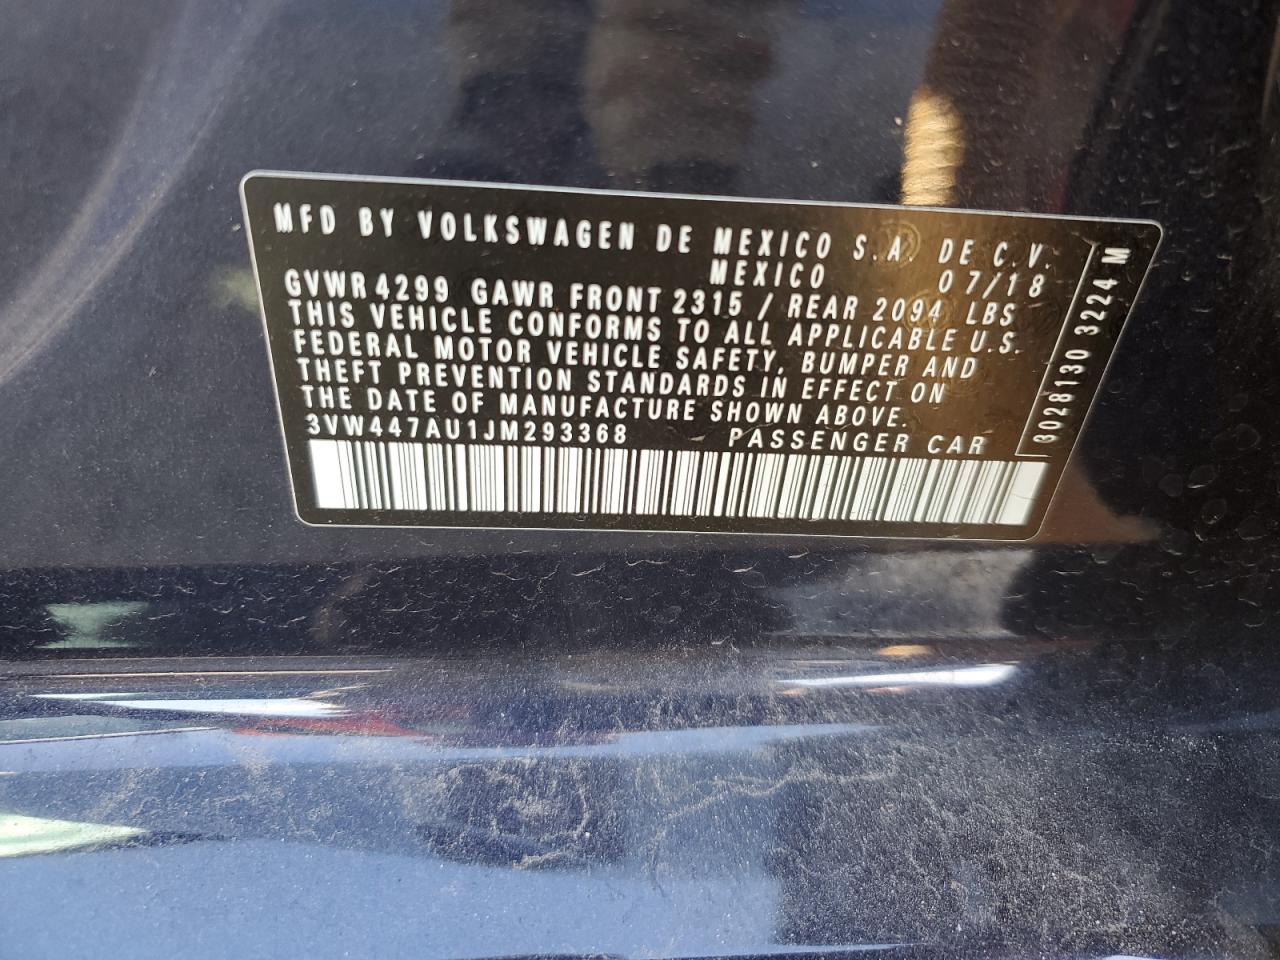 MFD BY VOLKSWAGEN DE MEXICO S.A. DE C.V.
MEXICO 07/18
GVWR 4299 GAWR FRONT 2315 / REAR 2094 LBS
THIS VEHICLE CONFORMS TO ALL APPLICABLE U.S.
FEDERAL MOTOR VEHICLE SAFETY, BUMPER AND
THEFT PREVENTION STANDARDS IN EFFECT ON
THE DATE OF MANUFACTURE SHOWN ABOVE.
3VW447AU1JM293368 PASSENGER CAR
3028130 3224 M